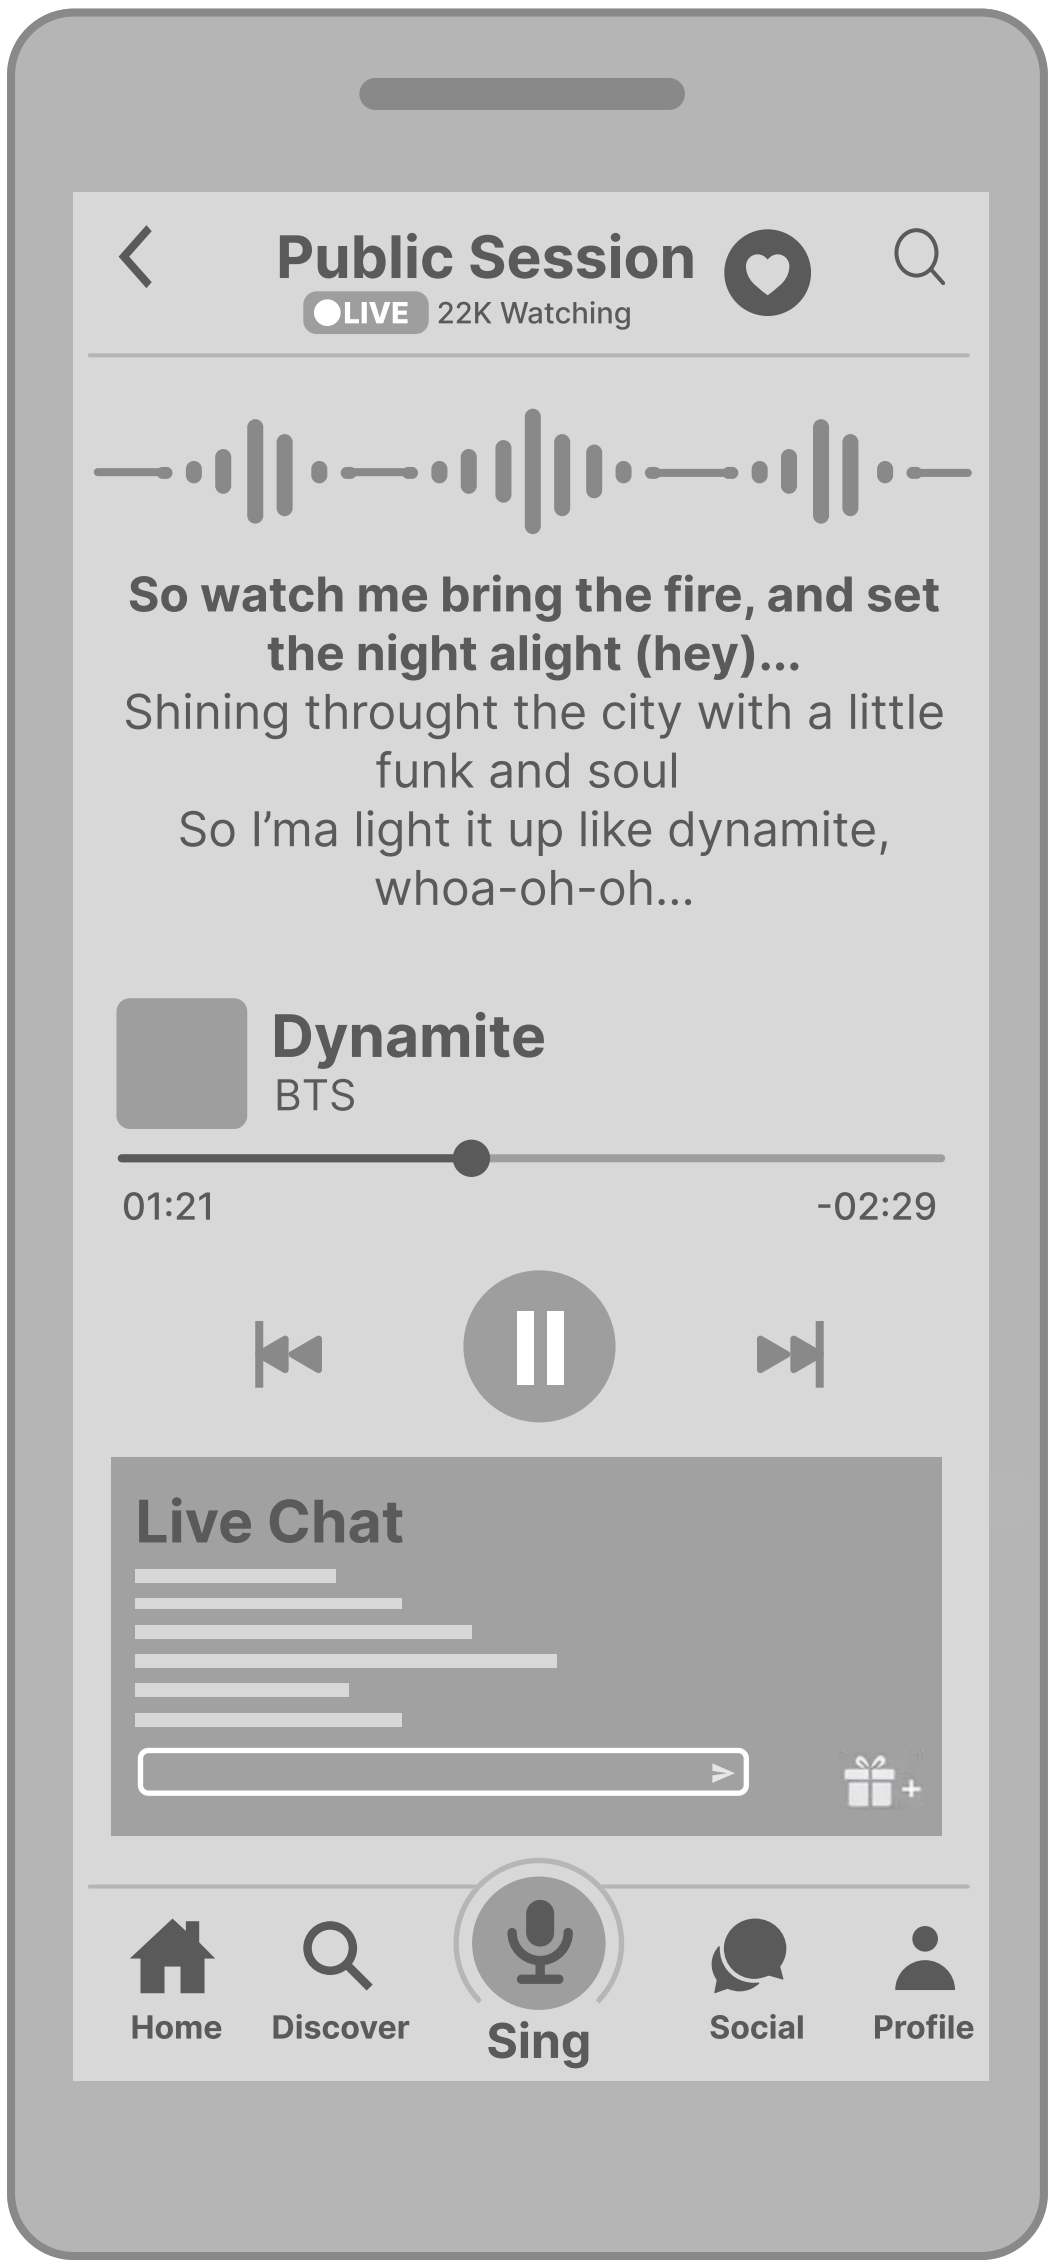 Public Session
LIVE 22K Watching
So watch me bring the fire, and set
the night alight (hey)...
Shining throught the city with a little
funk and soul
So I’ma light it up like dynamite,
whoa-oh-oh...
Dynamite
BTS
01:21 -02:29
Live Chat
Home Discover Sing Social Profile